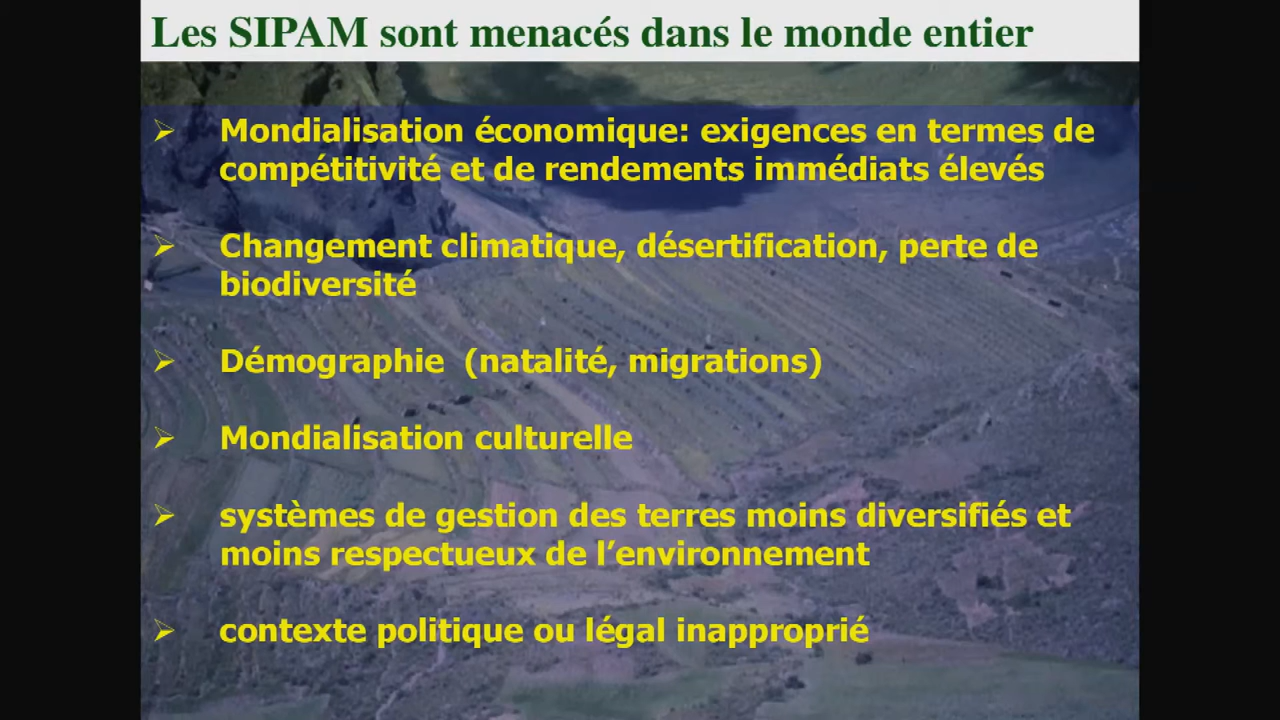 Les SIPAM sont menacés dans le monde entier
Mondialisation économique: exigences en termes de
compétitivité et de rendements immédiats élevés
Changement climatique, désertification, perte de
biodiversité
Démographie (natalité, migrations)
Mondialisation culturelle
systèmes de gestion des terres moins diversifiés et
moins respectueux de l’environnement
contexte politique ou légal inapproprié